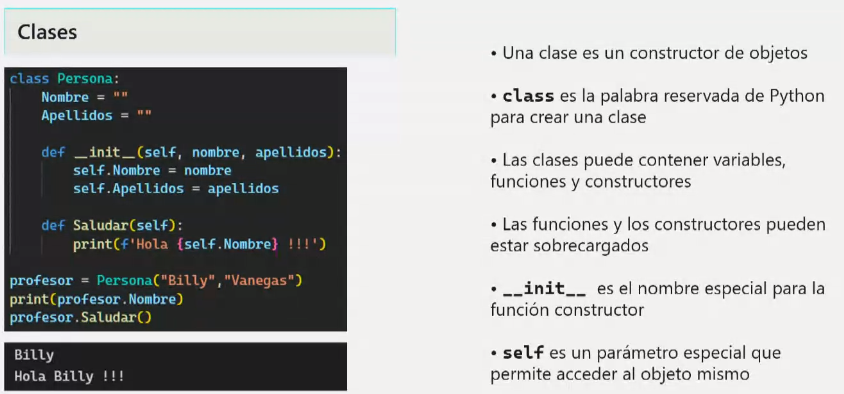 Clases
class Persona:
    Nombre = ""
    Apellidos = ""
    def __init__(self, nombre, apellidos):
        self.Nombre = nombre
        self.Apellidos = apellidos
    def Saludar(self):
        print(f'Hola {self.Nombre} !!!')
profesor = Persona("Billy","Vanegas")
print(profesor.Nombre)
profesor.Saludar()
Billy
Hola Billy !!!
• Una clase es un constructor de objetos
• class es la palabra reservada de Python
para crear una clase
• Las clases puede contener variables,
funciones y constructores
• Las funciones y los constructores pueden
estar sobrecargados
• __init__ es el nombre especial para la
función constructor
• self es un parámetro especial que
permite acceder al objeto mismo